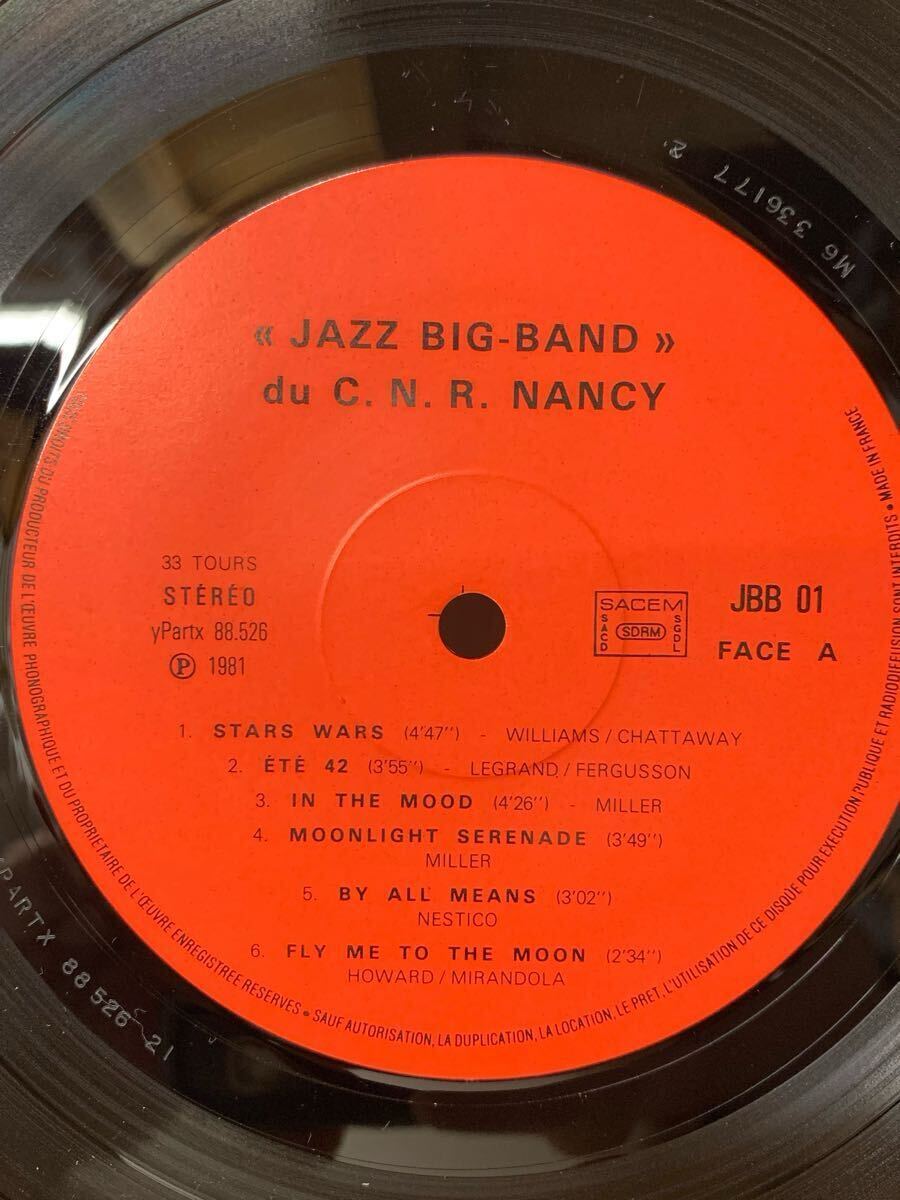 « JAZZ BIG-BAND »
du C. N. R. NANCY
33 TOURS
STÉRÉO
yPartx 88.526
Ⓟ 1981
SACEM
SACD
SDRM
SGDL
JBB 01
FACE A
1. STARS WARS (4'47'') - WILLIAMS / CHATTAWAY
2. ÉTÉ 42 (3'55'') - LEGRAND / FERGUSSON
3. IN THE MOOD (4'26'') - MILLER
4. MOONLIGHT SERENADE (3'49'')
MILLER
5. BY ALL MEANS (3'02'')
NESTICO
6. FLY ME TO THE MOON (2'34'')
HOWARD / MIRANDOLA
DROITS DU PRODUCTEUR DE L'ŒUVRE PHONOGRAPHIQUE ET DU PROPRIETAIRE DE L'ŒUVRE ENREGISTREE RESERVES • SAUF AUTORISATION, LA DUPLICATION, LA LOCATION, LE PRET, L'UTILISATION DE CE DISQUE POUR EXECUTION PUBLIQUE ET RADIODIFFUSION SONT INTERDITS • MADE IN FRANCE
M6 336177 2
PARTX 88526 21